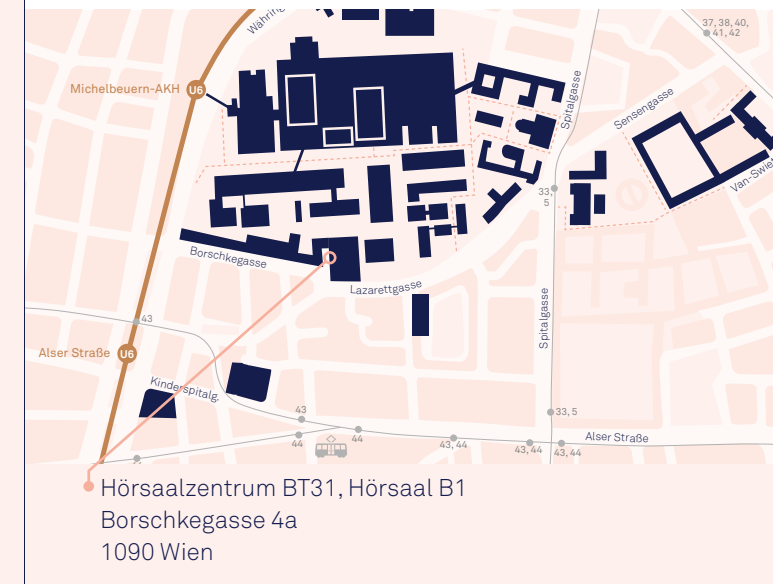 Währing
37, 38, 40,
41, 42
Michelbeuern-AKH U6
Spitalgasse
Sensengasse
Van-Swie
33,
5
Borschkegasse
Lazarettgasse
Spitalgasse
43
Alser Straße U6
Kinderspitalg.
43
33, 5
44
44
43, 44
43, 44
43, 44
Alser Straße
Hörsaalzentrum BT31, Hörsaal B1
Borschkegasse 4a
1090 Wien